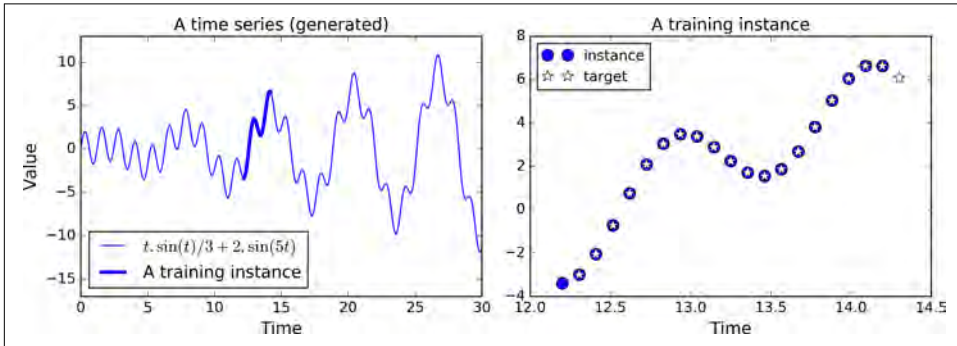 A time series (generated)
Value
10
5
0
−5
−10
−15
t. sin(t)/3 + 2. sin(5t)
A training instance
0 5 10 15 20 25 30
Time
A training instance
8
6
4
2
0
−2
−4
instance
target
12.0 12.5 13.0 13.5 14.0 14.5
Time